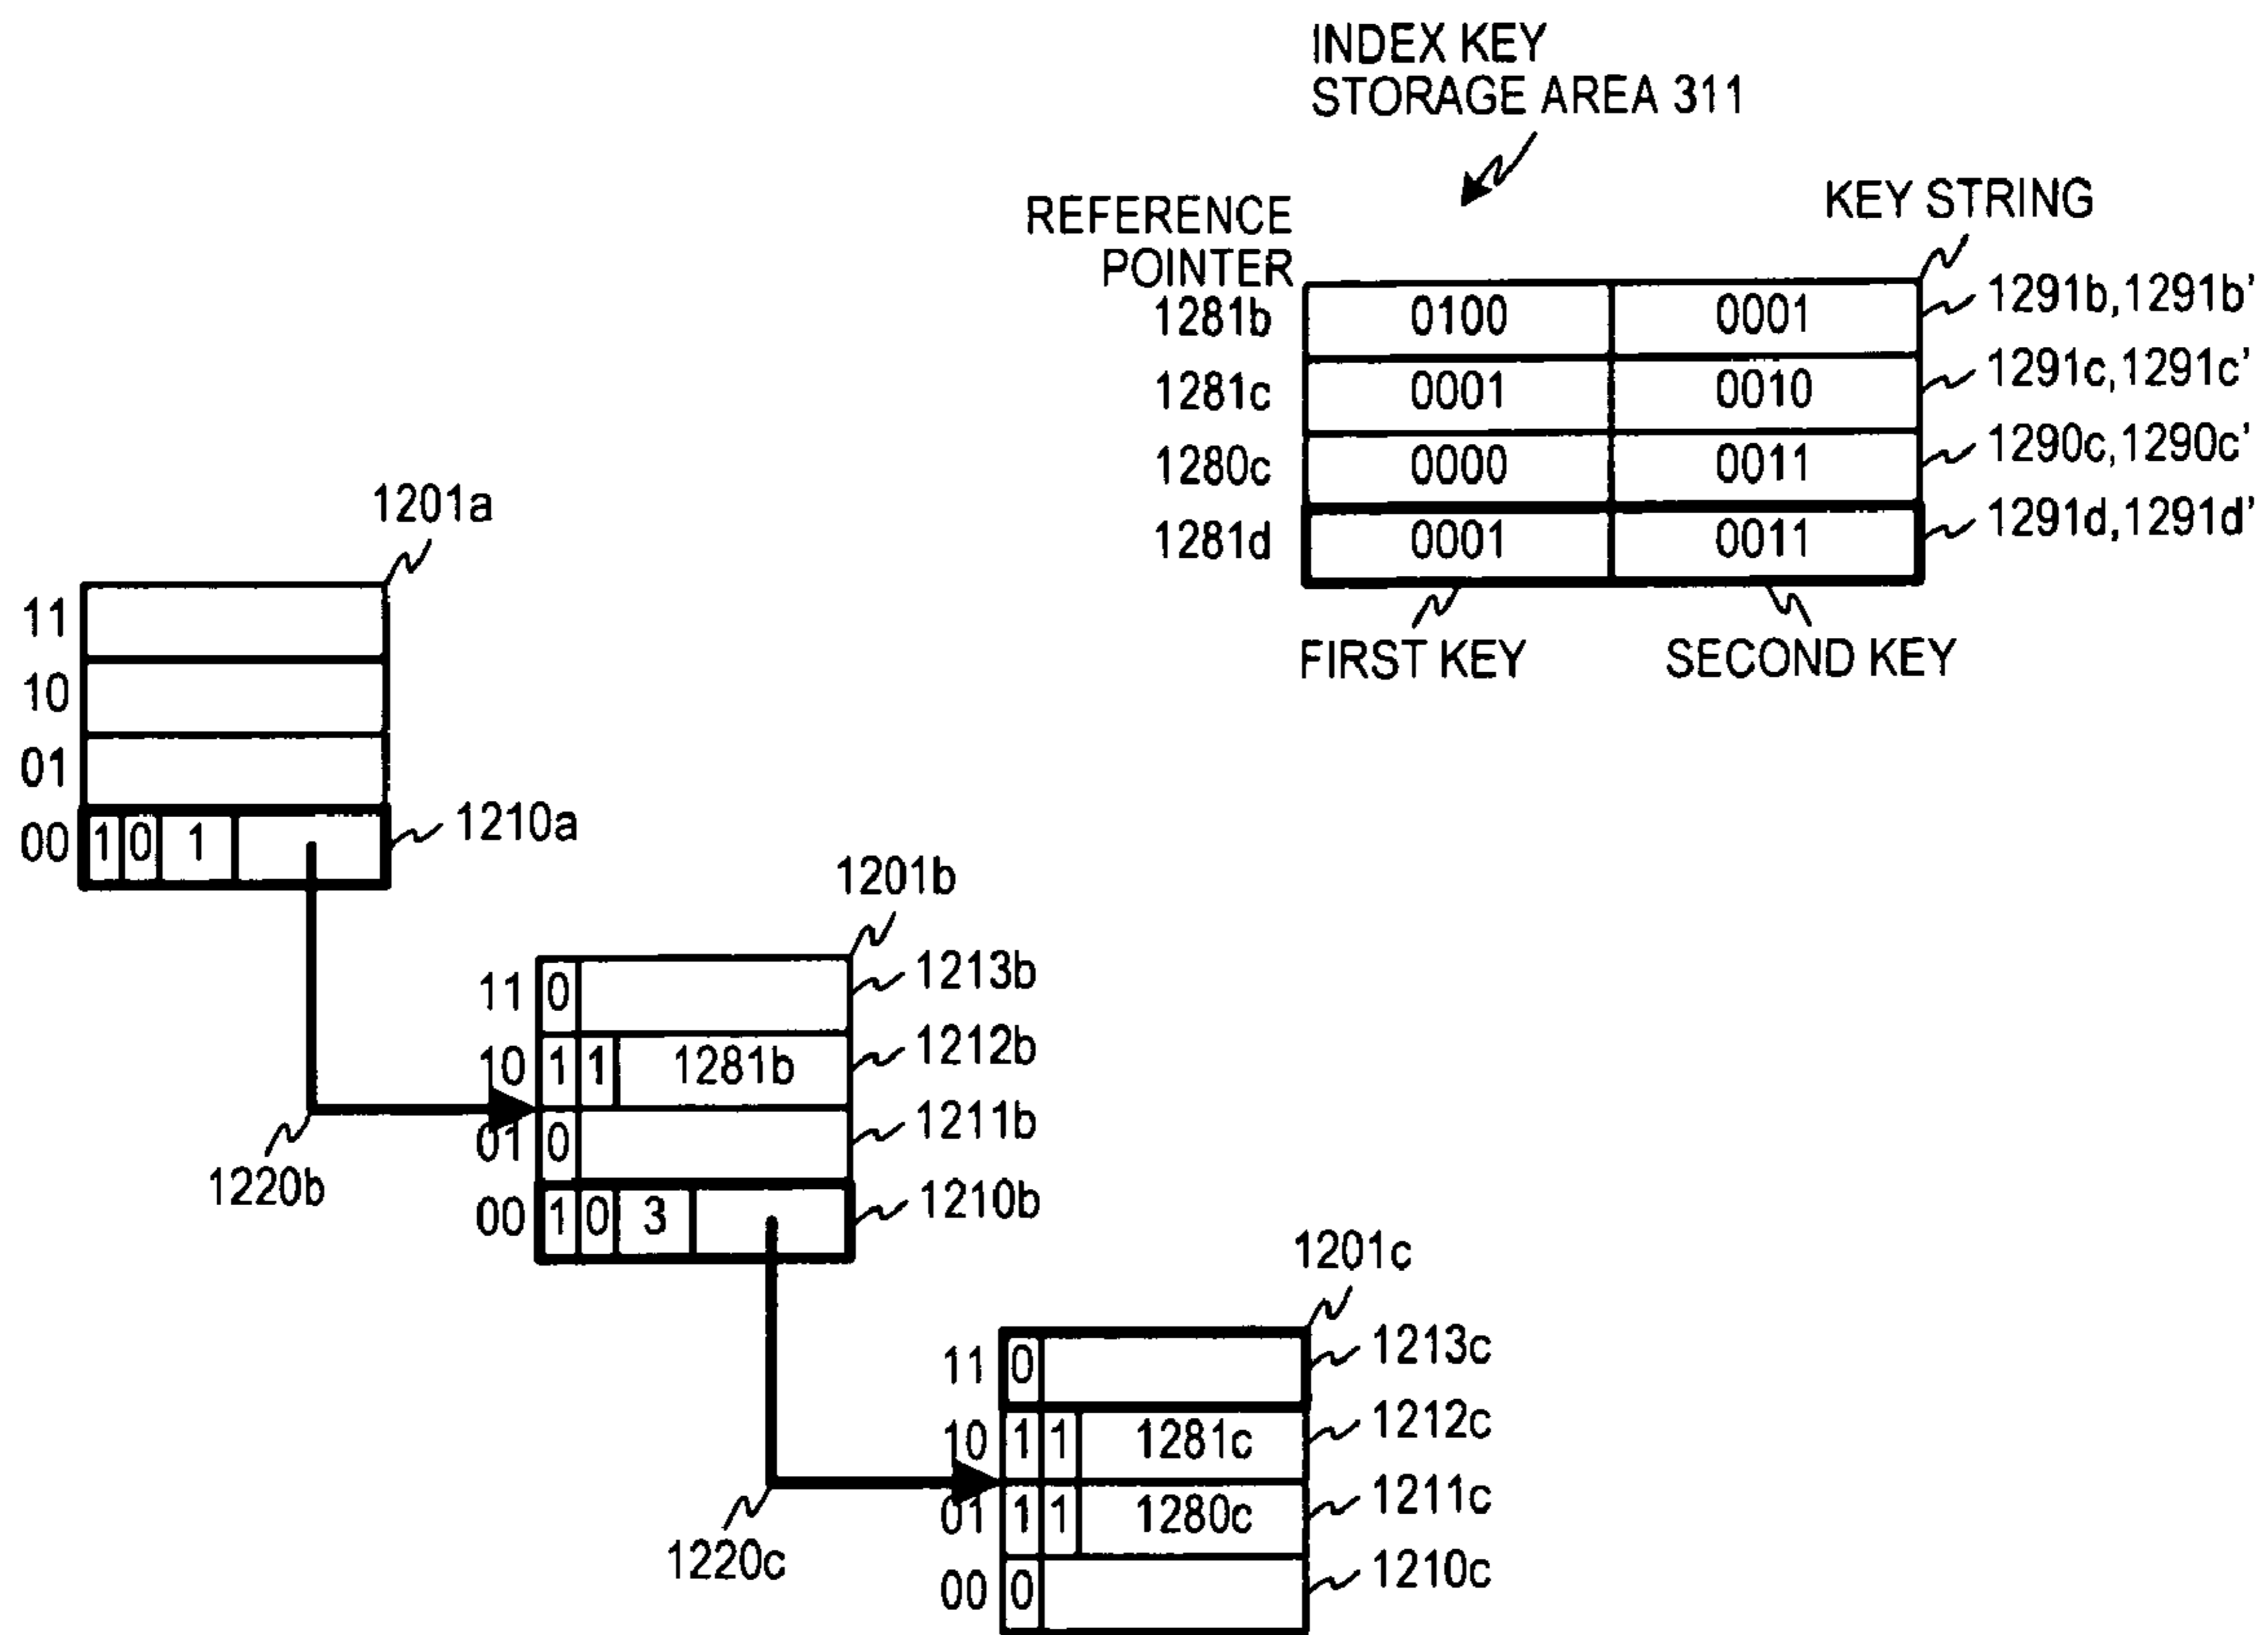 INDEX KEY
STORAGE AREA 311
REFERENCE
POINTER
KEY STRING
1281b 0100 0001 1291b,1291b'
1281c 0001 0010 1291c,1291c'
1280c 0000 0011 1290c,1290c'
1281d 0001 0011 1291d,1291d'
FIRST KEY SECOND KEY
1201a
11
10
01
00 1 0 1 1210a
1220b
1201b
11 0 1213b
10 1 1 1281b 1212b
01 0 1211b
00 1 0 3 1210b
1220c
1201c
11 0 1213c
10 1 1 1281c 1212c
01 1 1 1280c 1211c
00 0 1210c